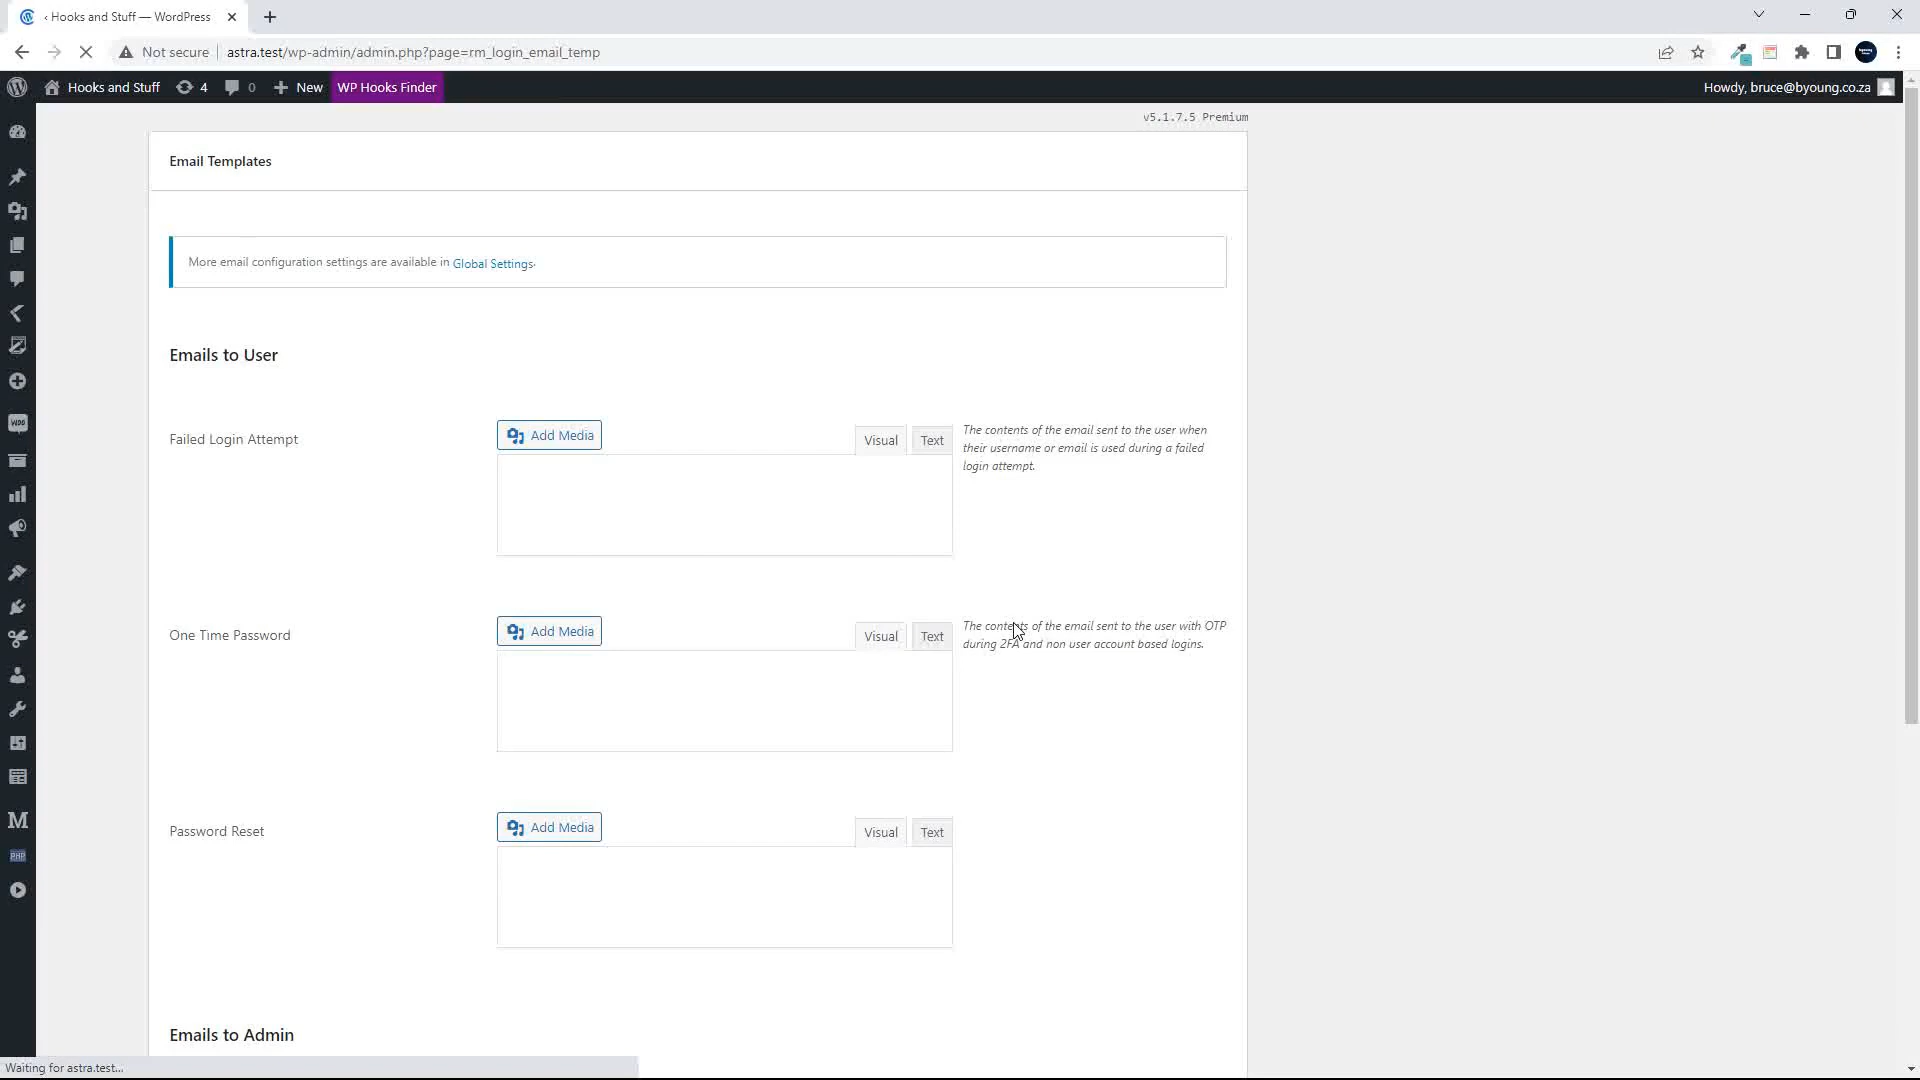 ‹ Hooks and Stuff — WordPress
Not secure
astra.test/wp-admin/admin.php?page=rm_login_email_temp
Hooks and Stuff
4
0
New
WP Hooks Finder
Howdy, bruce@byoung.co.za
v5.1.7.5 Premium
Email Templates
More email configuration settings are available in Global Settings.
Emails to User
Failed Login Attempt
Add Media
Visual
Text
The contents of the email sent to the user when
their username or email is used during a failed
login attempt.
One Time Password
Add Media
Visual
Text
The contents of the email sent to the user with OTP
during 2FA and non user account based logins.
Password Reset
Add Media
Visual
Text
Emails to Admin
Waiting for astra.test...
WOO
M
PHP